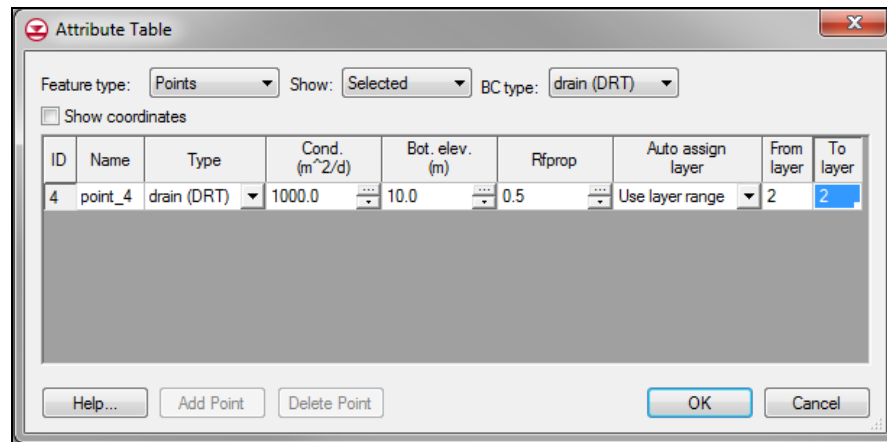 Attribute Table
Feature type: Points Show: Selected BC type: drain (DRT)
Show coordinates
ID Name Type Cond. (m^2/d) Bot. elev. (m) Rfprop Auto assign layer From layer To layer
4 point_4 drain (DRT) 1000.0 10.0 0.5 Use layer range 2 2
Help... Add Point Delete Point OK Cancel